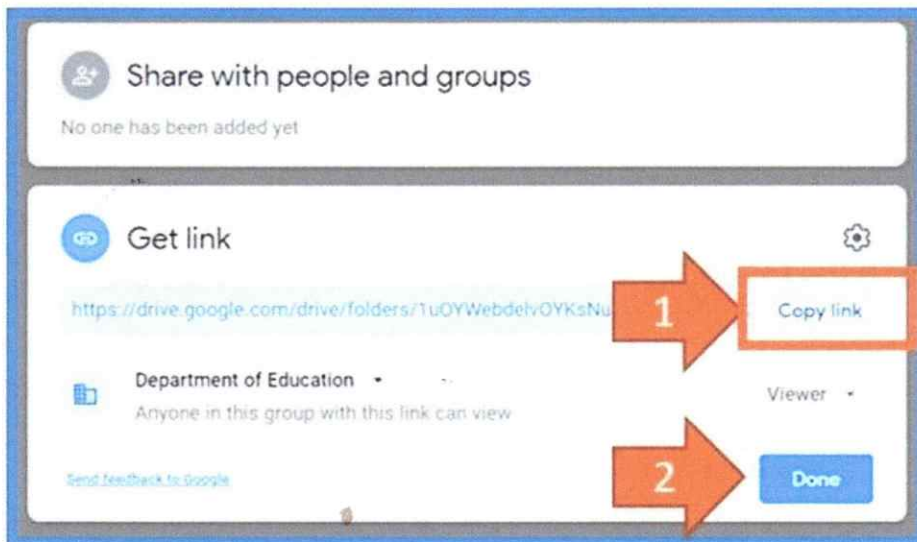 Share with people and groups
No one has been added yet
Get link
https://drive.google.com/drive/folders/1uOYWebdelvOYKsNu
1
Copy link
Department of Education
Anyone in this group with this link can view
Viewer
Send feedback to Google
2
Done